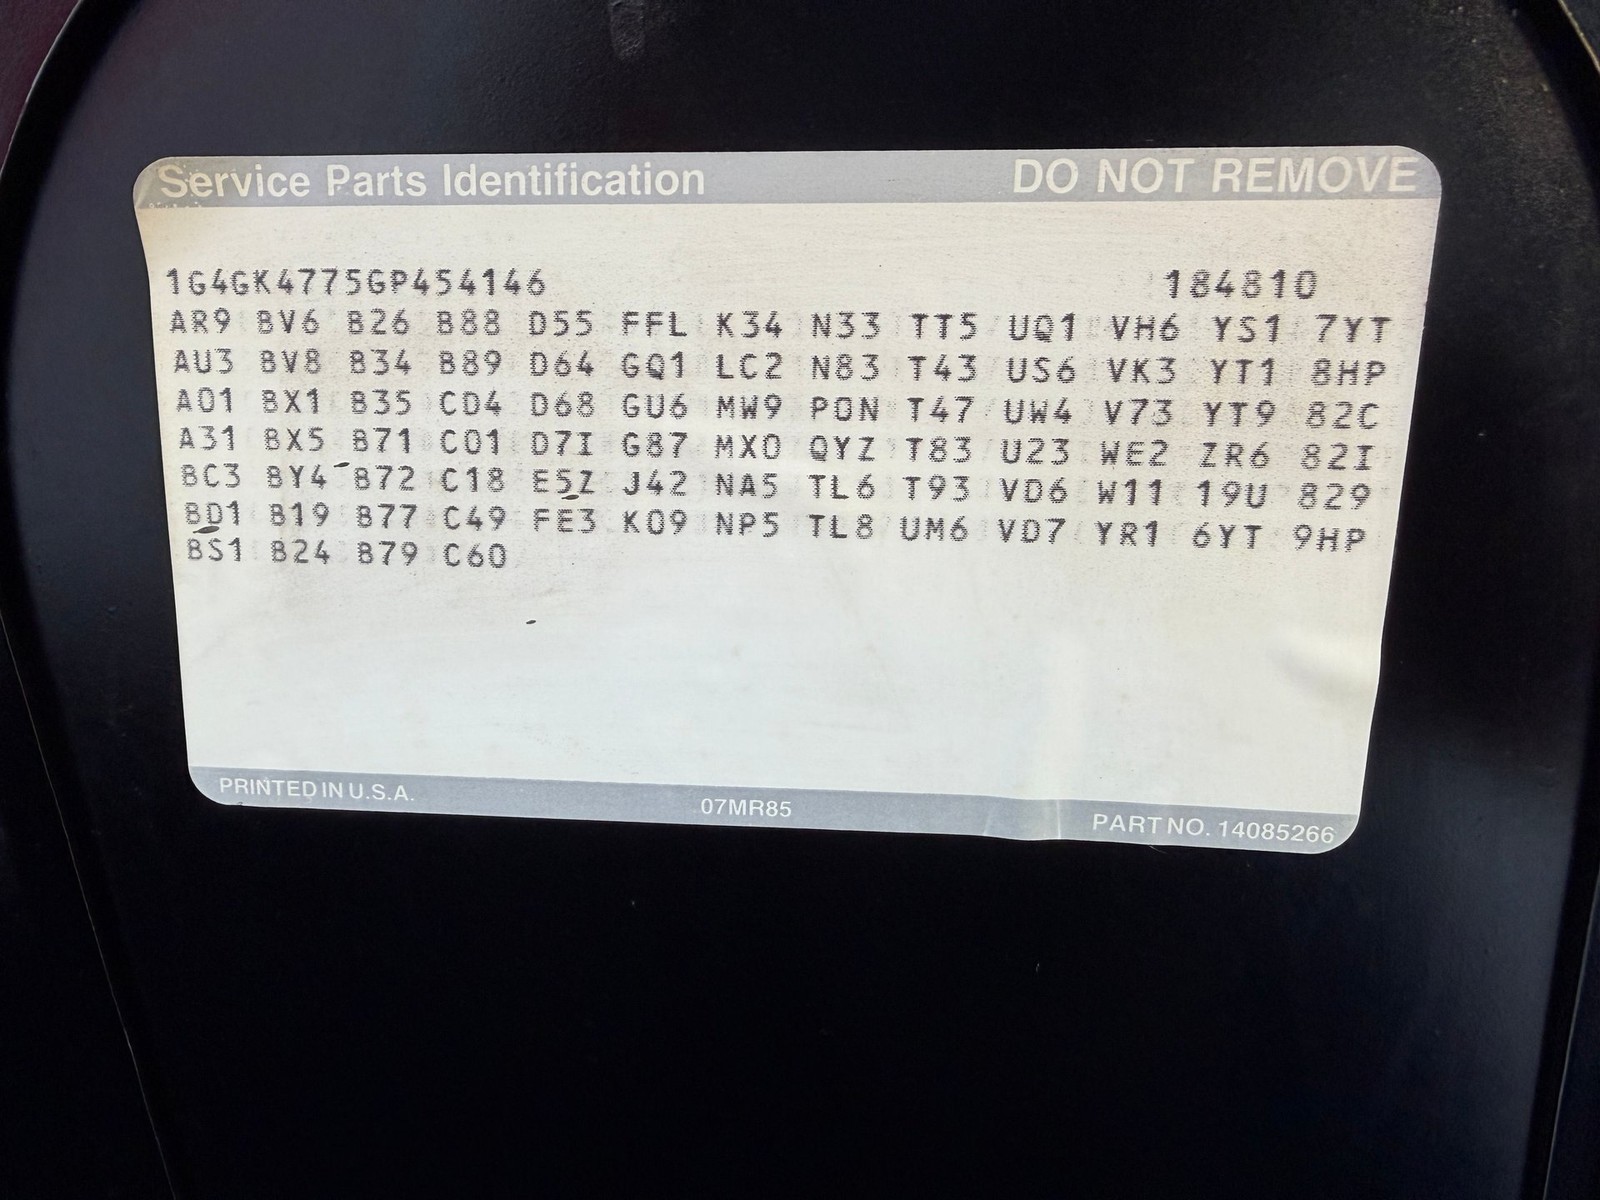 Service Parts Identification DO NOT REMOVE
1G4GK4775GP454146 184810
AR9 BV6 B26 B88 D55 FFL K34 N33 TT5 UQ1 VH6 YS1 7YT
AU3 BV8 B34 B89 D64 GQ1 LC2 N83 T43 US6 VK3 YT1 8HP
A01 BX1 B35 CD4 D68 GU6 MW9 PON T47 UW4 V73 YT9 82C
A31 BX5 B71 C01 D7I G87 MX0 QYZ T83 U23 WE2 ZR6 82I
BC3 BY4 B72 C18 E5Z J42 NA5 TL6 T93 VD6 W11 19U 829
BD1 B19 B77 C49 FE3 K09 NP5 TL8 UM6 VD7 YR1 6YT 9HP
BS1 B24 B79 C60
PRINTED IN U.S.A. 07MR85 PART NO. 14085266